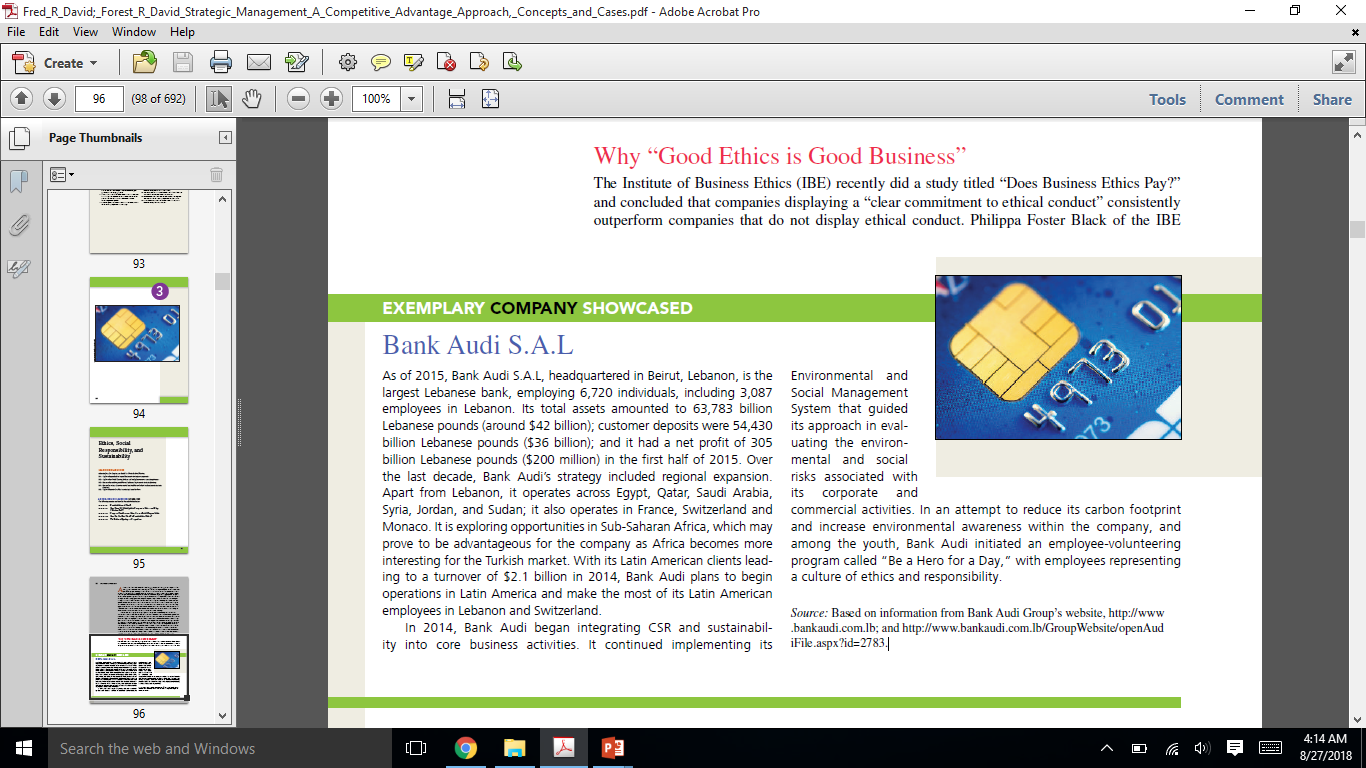 Fred_R_David;_Forest_R_David_Strategic_Management_A_Competitive_Advantage_Approach,_Concepts_and_Cases.pdf - Adobe Acrobat Pro
File Edit View Window Help
Create
96 (98 of 692) 100% Tools Comment Share
Page Thumbnails
93
3
94
Ethics, Social
Responsibility, and
Sustainability
95
96
Why “Good Ethics is Good Business”
The Institute of Business Ethics (IBE) recently did a study titled “Does Business Ethics Pay?”
and concluded that companies displaying a “clear commitment to ethical conduct” consistently
outperform companies that do not display ethical conduct. Philippa Foster Black of the IBE
EXEMPLARY COMPANY SHOWCASED
Bank Audi S.A.L
As of 2015, Bank Audi S.A.L, headquartered in Beirut, Lebanon, is the
largest Lebanese bank, employing 6,720 individuals, including 3,087
employees in Lebanon. Its total assets amounted to 63,783 billion
Lebanese pounds (around $42 billion); customer deposits were 54,430
billion Lebanese pounds ($36 billion); and it had a net profit of 305
billion Lebanese pounds ($200 million) in the first half of 2015. Over
the last decade, Bank Audi’s strategy included regional expansion.
Apart from Lebanon, it operates across Egypt, Qatar, Saudi Arabia,
Syria, Jordan, and Sudan; it also operates in France, Switzerland and
Monaco. It is exploring opportunities in Sub-Saharan Africa, which may
prove to be advantageous for the company as Africa becomes more
interesting for the Turkish market. With its Latin American clients lead-
ing to a turnover of $2.1 billion in 2014, Bank Audi plans to begin
operations in Latin America and make the most of its Latin American
employees in Lebanon and Switzerland.
In 2014, Bank Audi began integrating CSR and sustainabil-
ity into core business activities. It continued implementing its
Environmental and
Social Management
System that guided
its approach in eval-
uating the environ-
mental and social
risks associated with
its corporate and
commercial activities. In an attempt to reduce its carbon footprint
and increase environmental awareness within the company, and
among the youth, Bank Audi initiated an employee-volunteering
program called “Be a Hero for a Day,” with employees representing
a culture of ethics and responsibility.
Source: Based on information from Bank Audi Group’s website, http://www
.bankaudi.com.lb; and http://www.bankaudi.com.lb/GroupWebsite/openAud
iFile.aspx?id=2783.
4973 01
973
Search the web and Windows
4:14 AM
8/27/2018